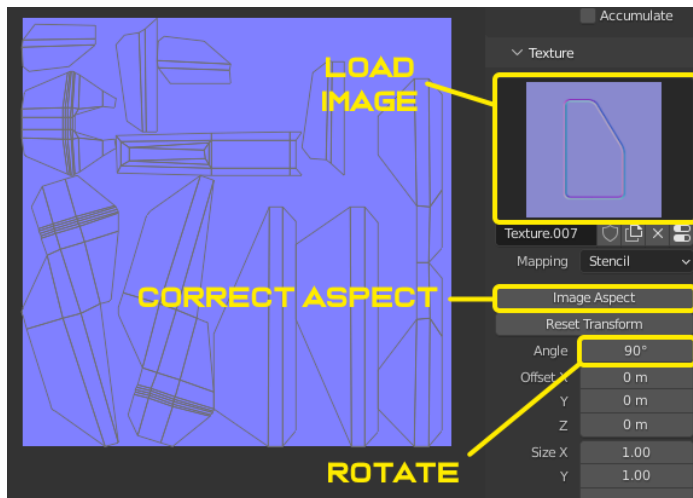 Accumulate
Texture
LOAD
IMAGE
Texture.007
Mapping Stencil
CORRECT ASPECT
Image Aspect
Reset Transform
Angle 90°
Offset X 0 m
Y 0 m
Z 0 m
Size X 1.00
Y 1.00
ROTATE